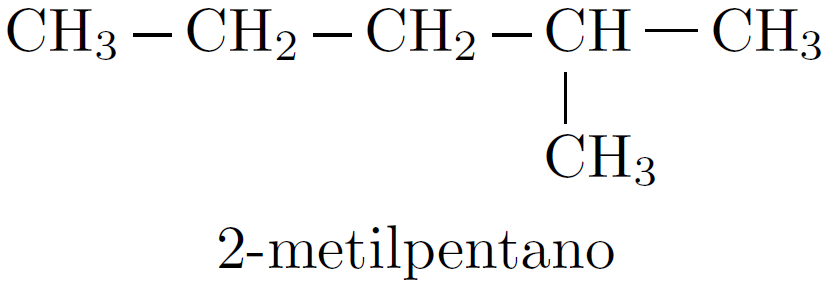 CH₃ — CH₂ — CH₂ — CH — CH₃
CH₃
2-metilpentano